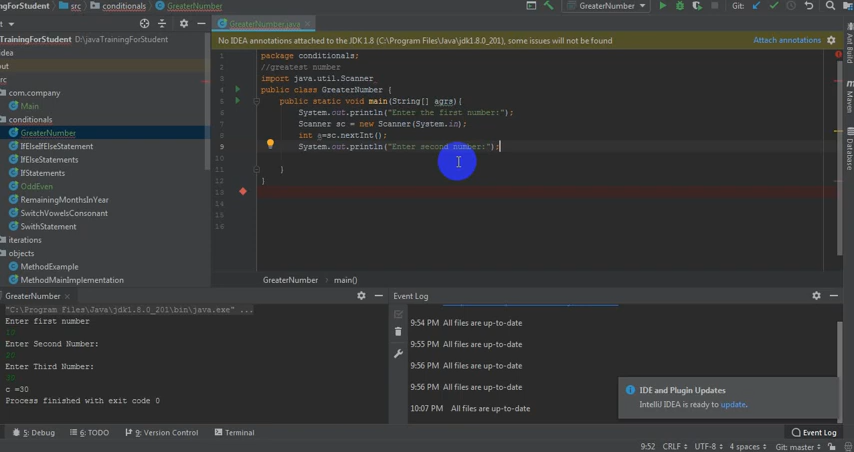 ngForStudent src conditionals GreaterNumber
GreaterNumber Git:
GreaterNumber.java ×
TrainingForStudent D:\javaTrainingForStudent
dea
out
src
com.company
Main
conditionals
GreaterNumber
IfElseIfElseStatement
IfElseStatements
IfStatements
OddEven
RemainingMonthsInYear
SwitchVowelsConsonant
SwithStatement
iterations
objects
MethodExample
MethodMainImplementation
No IDEA annotations attached to the JDK 1.8 (C:\Program Files\Java\jdk1.8.0_201), some issues will not be found Attach annotations
1 package conditionals;
2 //greatest number
3 import java.util.Scanner
4 public class GreaterNumber {
5 public static void main(String[] agrs){
6 System.out.println("Enter the first number:");
7 Scanner sc = new Scanner(System.in);
8 int a=sc.nextInt();
9 System.out.println("Enter second number:");
10
11 }
12 }
13
14
15
16
GreaterNumber main()
Ant Build
Maven
Database
GreaterNumber ×
"C:\Program Files\Java\jdk1.8.0_201\bin\java.exe" ...
Enter first number
10
Enter Second Number:
20
Enter Third Number:
30
c =30
Process finished with exit code 0
Event Log
9:54 PM All files are up-to-date
9:55 PM All files are up-to-date
9:56 PM All files are up-to-date
9:56 PM All files are up-to-date
10:07 PM All files are up-to-date
IDE and Plugin Updates
IntelliJ IDEA is ready to update.
5: Debug 6: TODO 9: Version Control Terminal Event Log
9:52 CRLF UTF-8 4 spaces Git: master